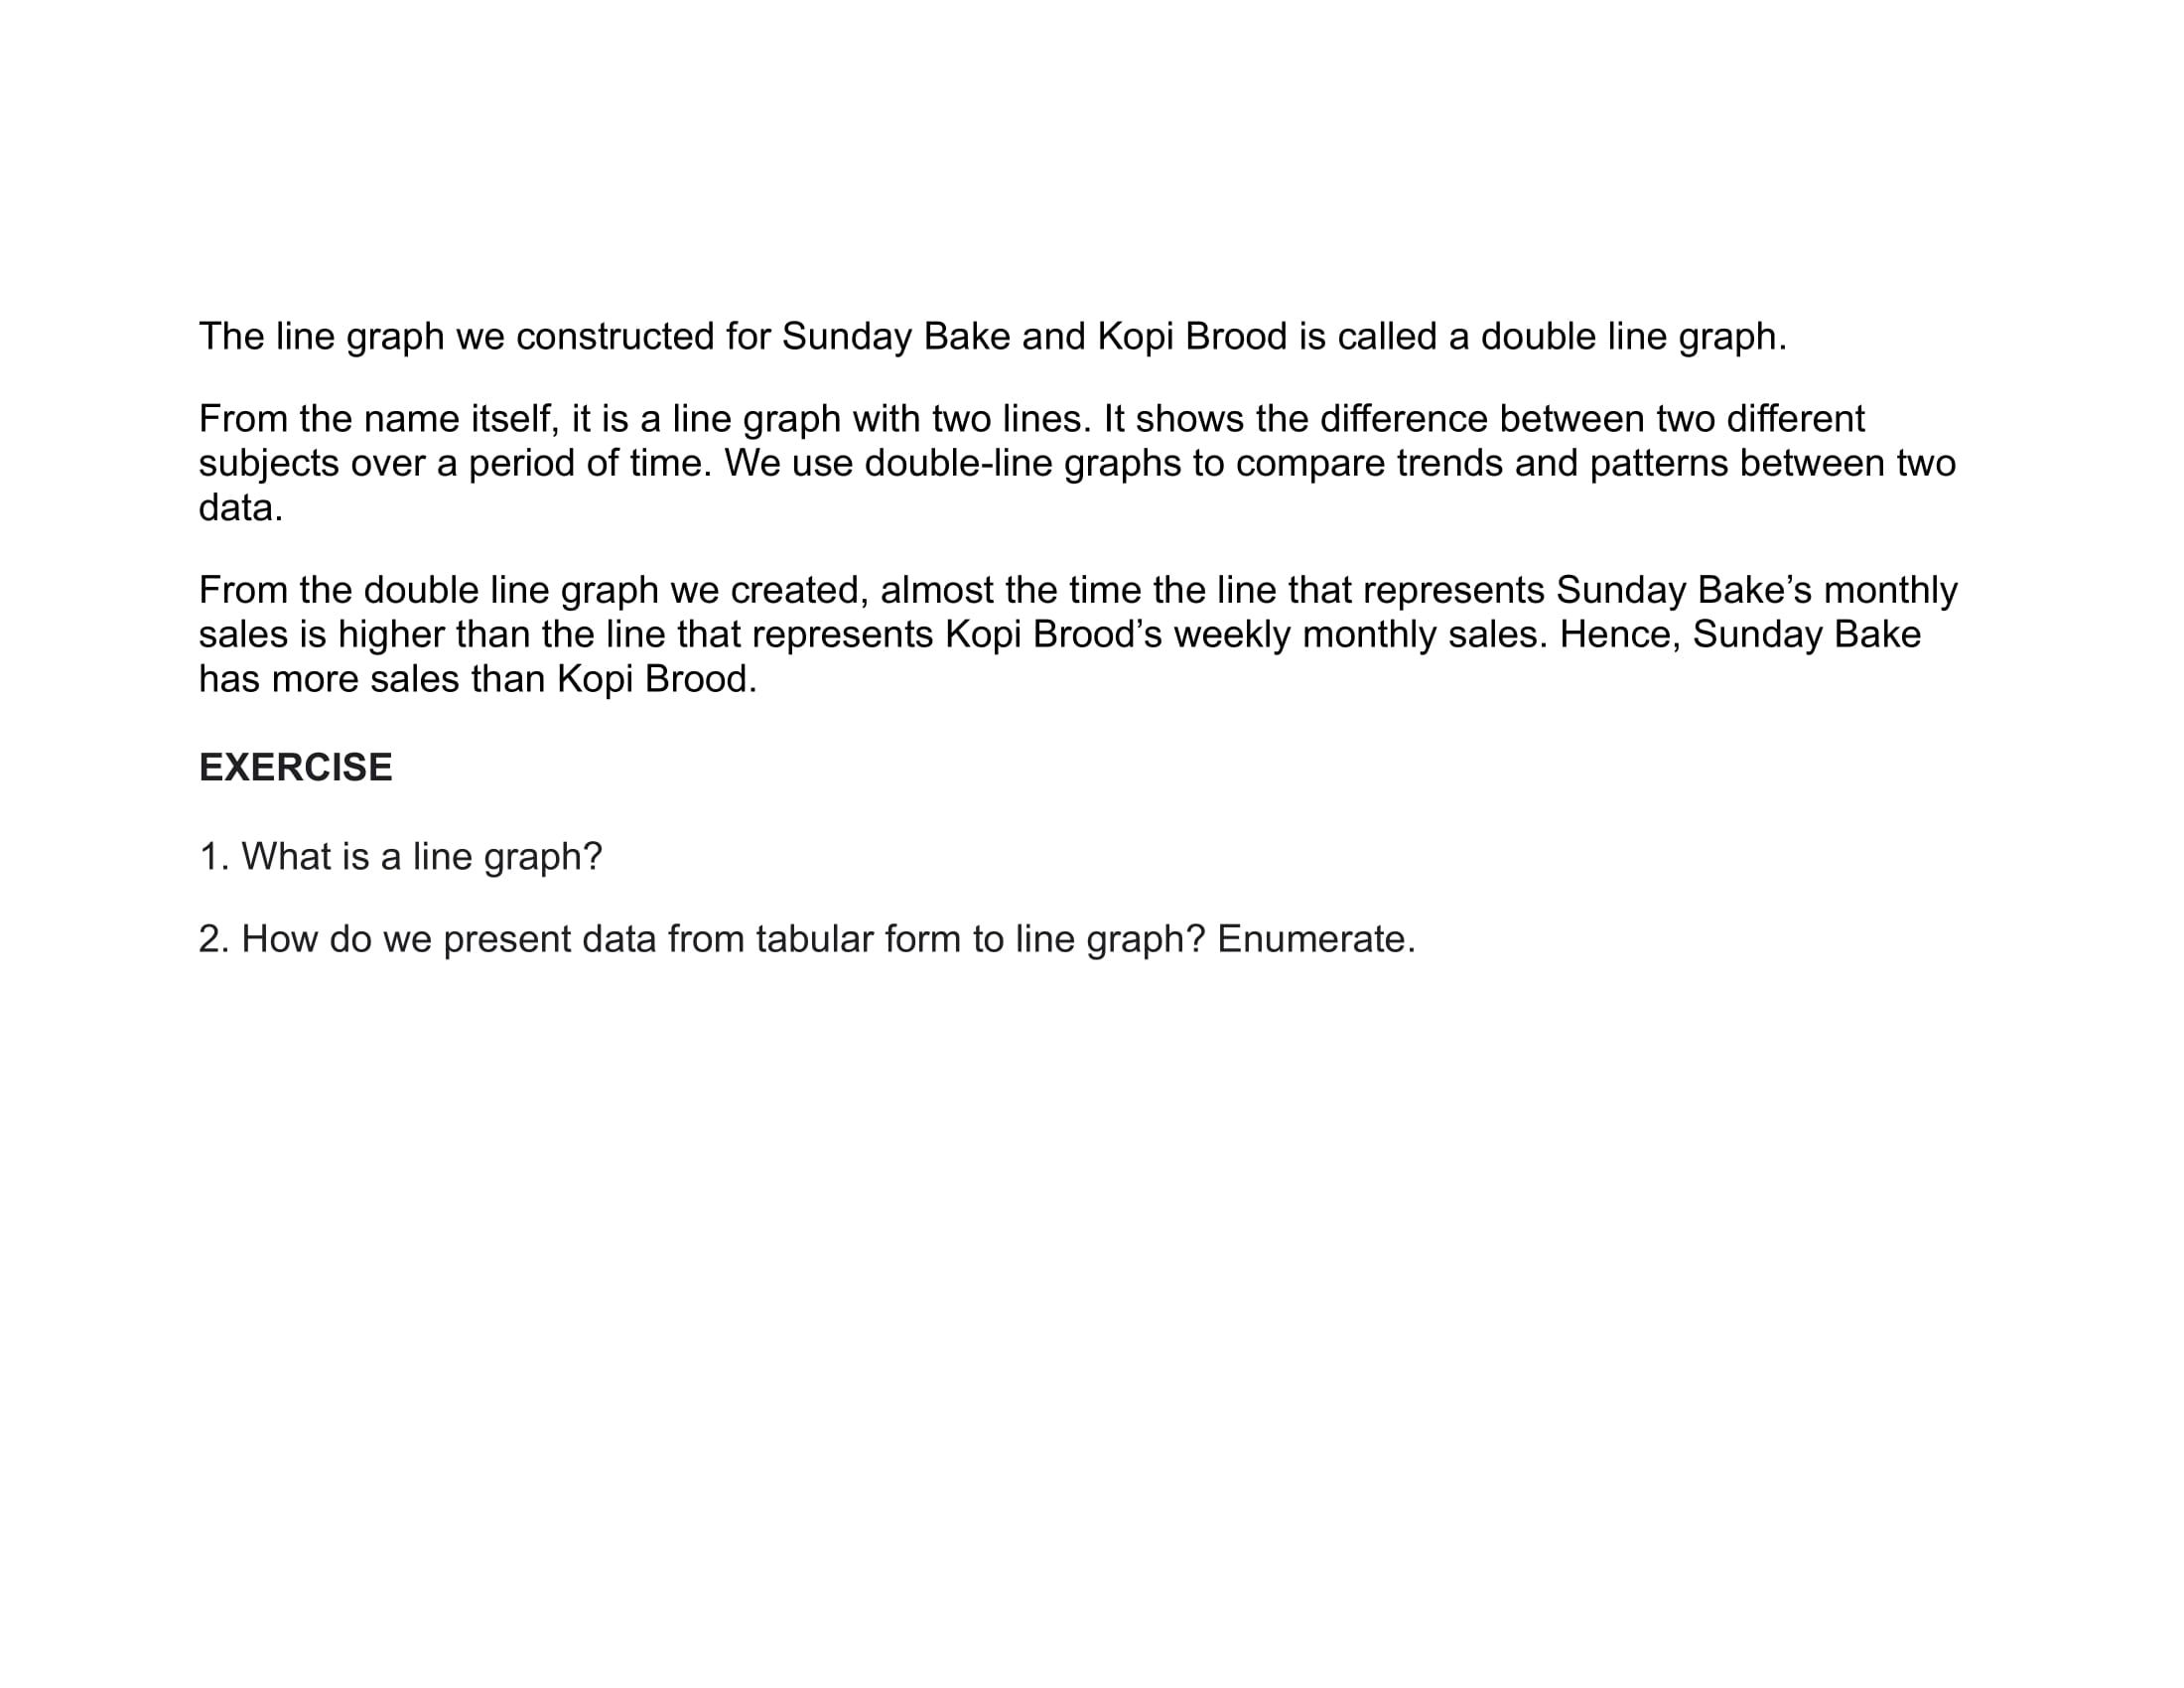 The line graph we constructed for Sunday Bake and Kopi Brood is called a double line graph.
From the name itself, it is a line graph with two lines. It shows the difference between two different
subjects over a period of time. We use double-line graphs to compare trends and patterns between two
data.
From the double line graph we created, almost the time the line that represents Sunday Bake’s monthly
sales is higher than the line that represents Kopi Brood’s weekly monthly sales. Hence, Sunday Bake
has more sales than Kopi Brood.
EXERCISE
1. What is a line graph?
2. How do we present data from tabular form to line graph? Enumerate.